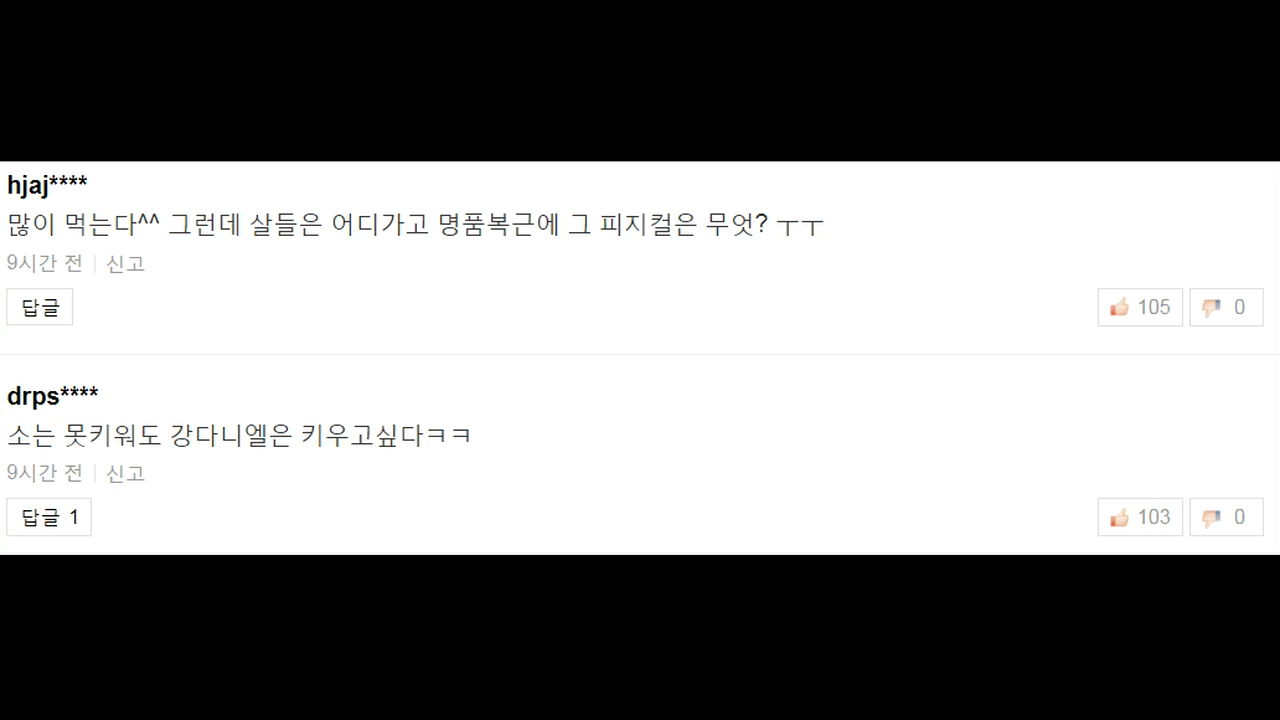 hjaj****
많이 먹는다^^ 그런데 살들은 어디가고 명품복근에 그 피지컬은 무엇? ㅜㅜ
9시간 전 | 신고
답글
105
0
drps****
소는 못키워도 강다니엘은 키우고싶다ㅋㅋ
9시간 전 | 신고
답글 1
103
0